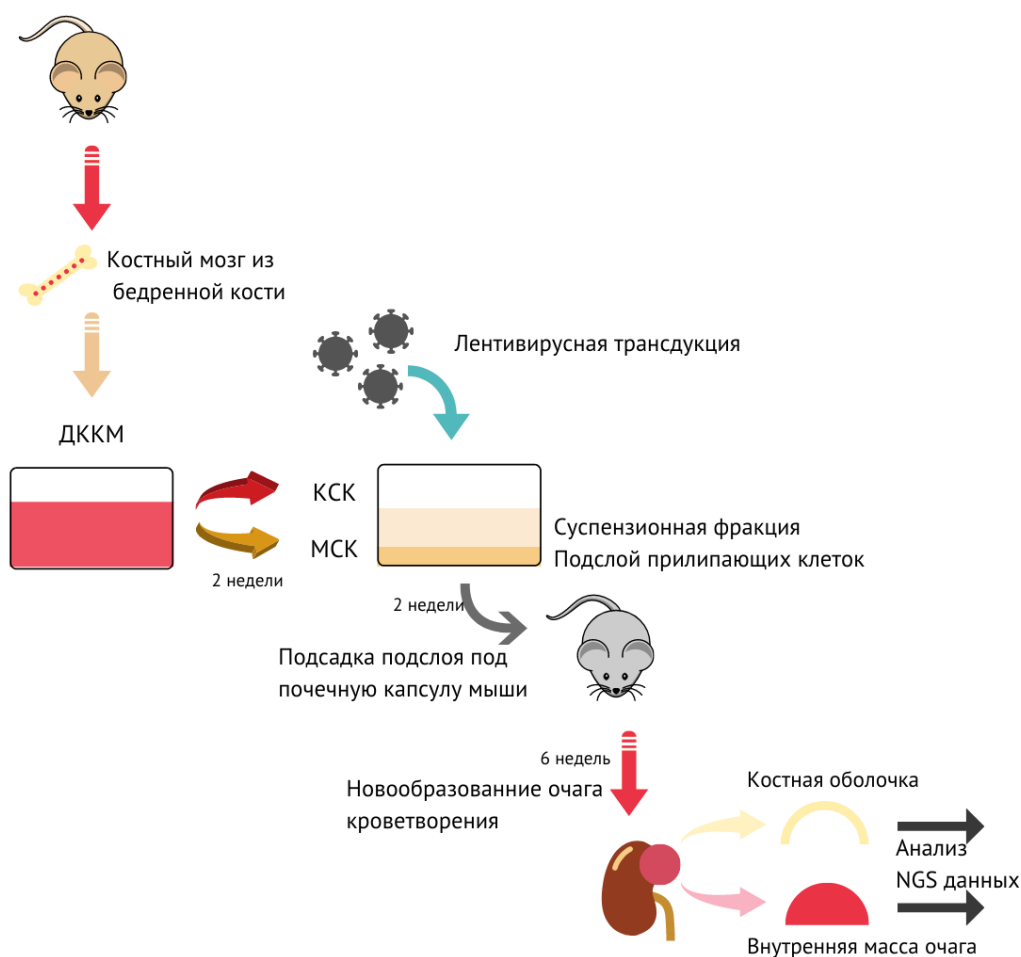 Костный мозг из
бедренной кости
Лентивирусная трансдукция
ДККМ
КСК
МСК
2 недели
Суспензионная фракция
Подслой прилипающих клеток
2 недели
Подсадка подслоя под
почечную капсулу мыши
6 недель
Новообразованние очага
кроветворения
Костная оболочка
Анализ
NGS данных
Внутренняя масса очага